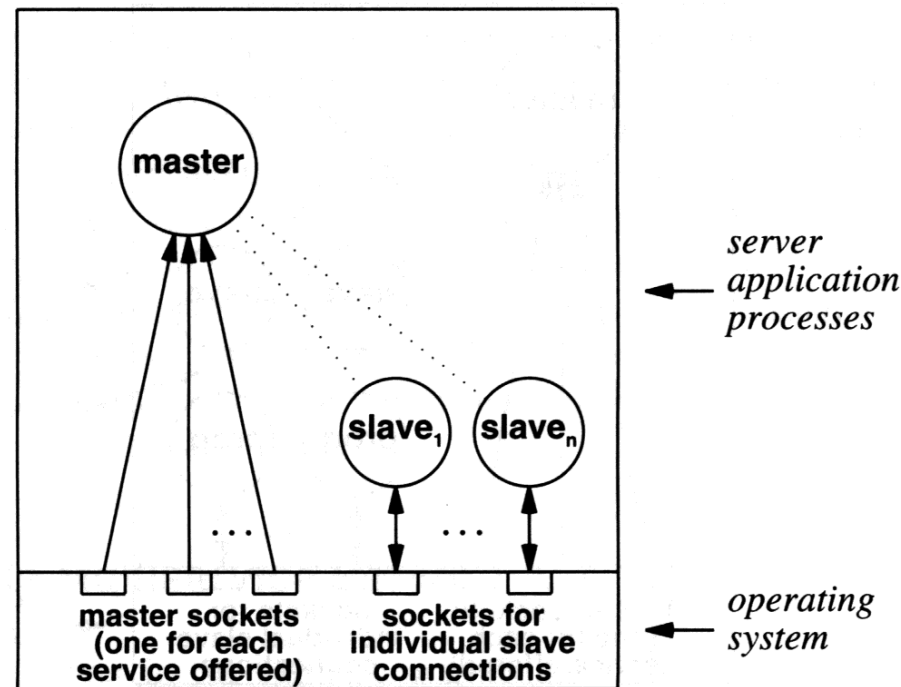 master
server
application
processes
slave₁
slaveₙ
...
...
master sockets
(one for each
service offered)
sockets for
individual slave
connections
operating
system